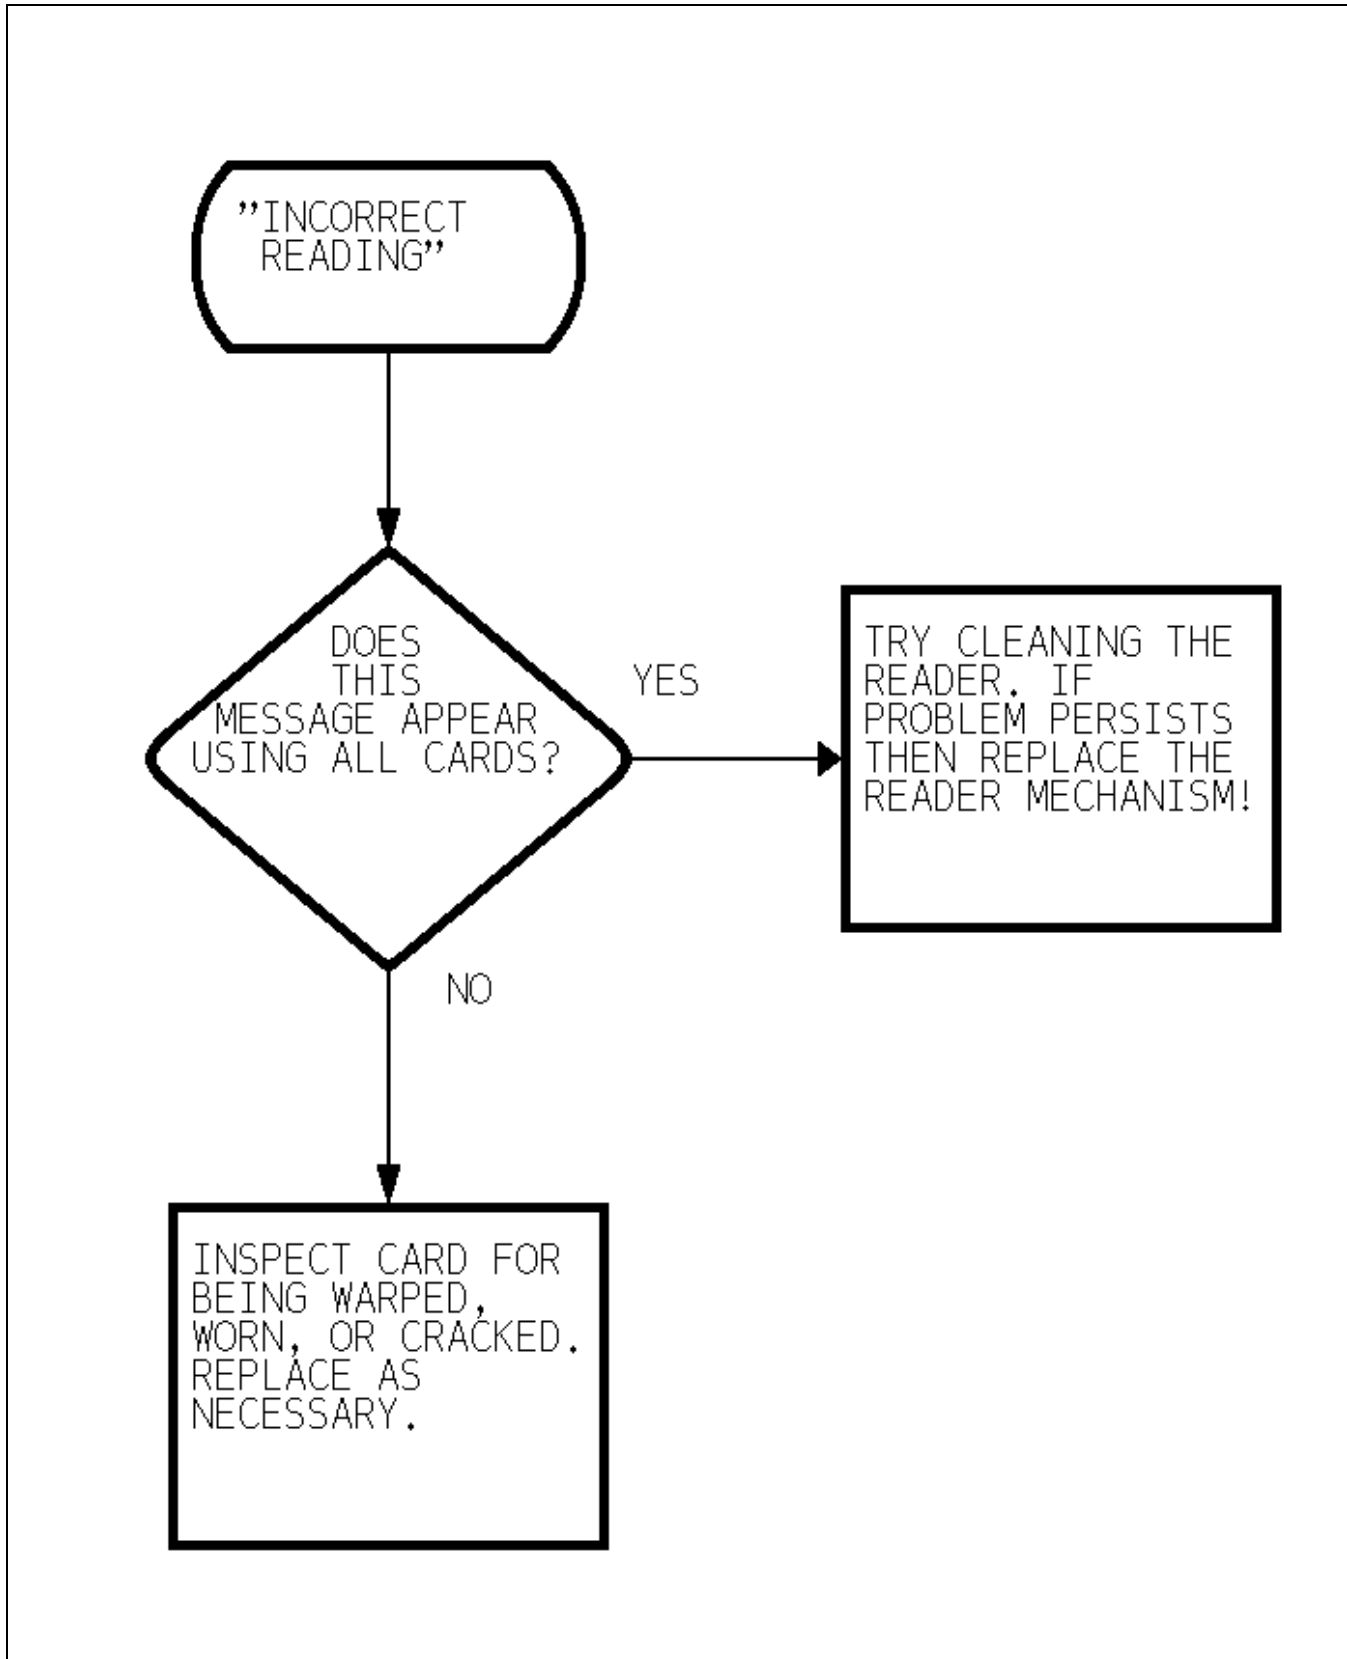 ”INCORRECT
READING”
DOES
THIS
MESSAGE APPEAR
USING ALL CARDS?
YES
TRY CLEANING THE
READER. IF
PROBLEM PERSISTS
THEN REPLACE THE
READER MECHANISM!
NO
INSPECT CARD FOR
BEING WARPED,
WORN, OR CRACKED.
REPLACE AS
NECESSARY.